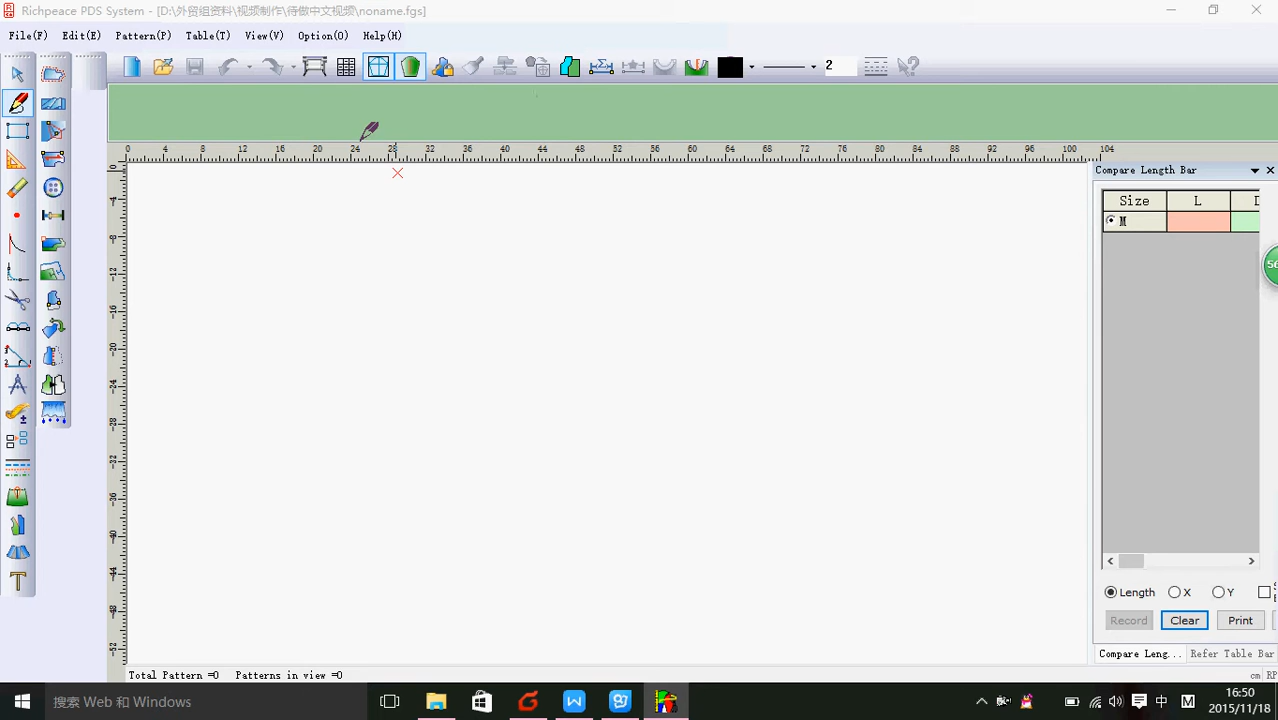 Richpeace PDS System - [D:\外贸组资料\视频制作\待做中文视频\noname.fgs]
File(F) Edit(E) Pattern(P) Table(T) View(V) Option(O) Help(H)
2
0 4 8 12 16 20 24 28 32 36 40 44 48 52 56 60 64 68 72 76 80 84 88 92 96 100 104
Compare Length Bar
Size L
M
56
Length X Y
Record Clear Print
Compare Leng... Refer Table Bar
Total Pattern =0 Patterns in view =0
cm
搜索 Web 和 Windows
中 M
16:50
2015/11/18